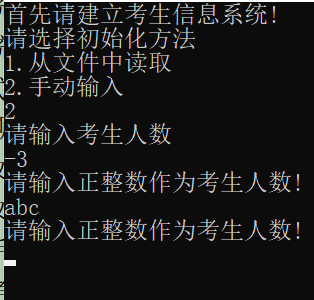 首先请建立考生信息系统!
请选择初始化方法
1.从文件中读取
2.手动输入
2
请输入考生人数
-3
请输入正整数作为考生人数!
abc
请输入正整数作为考生人数!